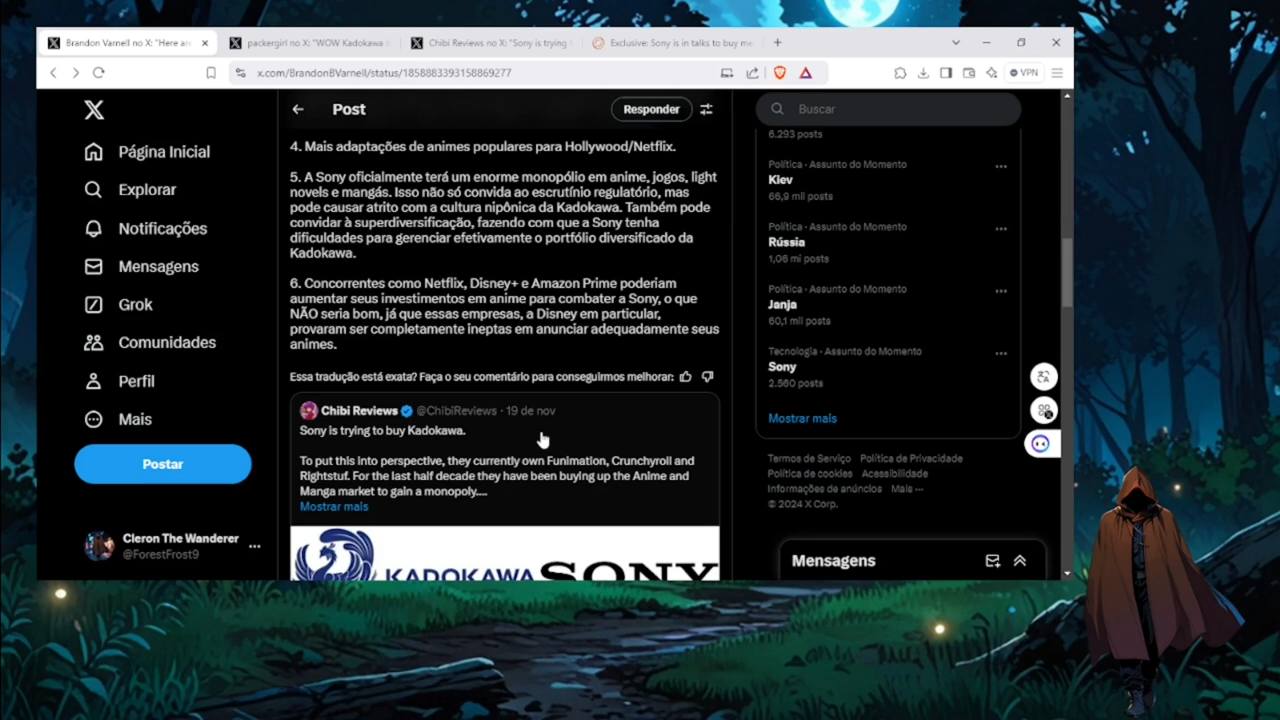 Brandon Varnell no X: "Here are
packergirl no X: "WOW Kadokawa is
Chibi Reviews no X: "Sony is trying t
Exclusive: Sony is in talks to buy me
x.com/BrandonBVarnell/status/1858883393158869277
VPN
Página Inicial
Explorar
Notificações
Mensagens
Grok
Comunidades
Perfil
Mais
Postar
Cleron The Wanderer
@ForestFrost9
Post
Responder
4. Mais adaptações de animes populares para Hollywood/Netflix.
5. A Sony oficialmente terá um enorme monopólio em anime, jogos, light
novels e mangás. Isso não só convida ao escrutínio regulatório, mas
pode causar atrito com a cultura nipônica da Kadokawa. Também pode
convidar à superdiversificação, fazendo com que a Sony tenha
dificuldades para gerenciar efetivamente o portfólio diversificado da
Kadokawa.
6. Concorrentes como Netflix, Disney+ e Amazon Prime poderiam
aumentar seus investimentos em anime para combater a Sony, o que
NÃO seria bom, já que essas empresas, a Disney em particular,
provaram ser completamente ineptas em anunciar adequadamente seus
animes.
Essa tradução está exata? Faça o seu comentário para conseguirmos melhorar:
Chibi Reviews @ChibiReviews · 19 de nov
Sony is trying to buy Kadokawa.
To put this into perspective, they currently own Funimation, Crunchyroll and
Rightstuf. For the last half decade they have been buying up the Anime and
Manga market to gain a monopoly....
Mostrar mais
KADOKAWA SONY
Buscar
6.293 posts
Política · Assunto do Momento
Kiev
66,9 mil posts
Política · Assunto do Momento
Rússia
1,06 mi posts
Política · Assunto do Momento
Janja
60,1 mil posts
Tecnologia · Assunto do Momento
Sony
2.560 posts
Mostrar mais
Termos de Serviço Política de Privacidade
Política de cookies Acessibilidade
Informações de anúncios Mais ···
© 2024 X Corp.
Mensagens